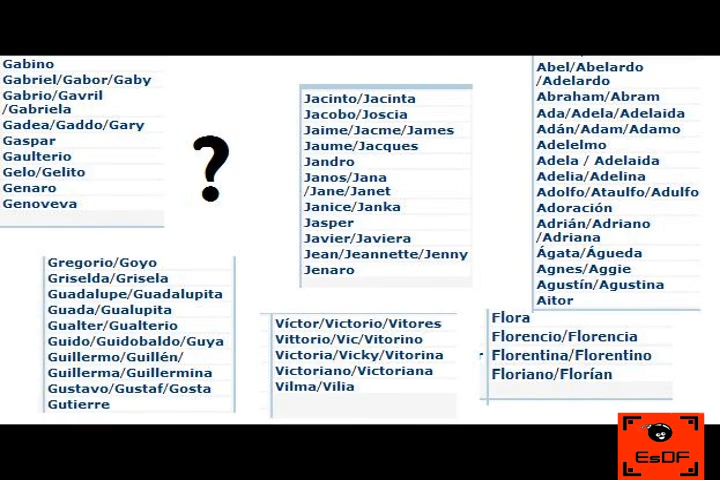 Gabino
Gabriel/Gabor/Gaby
Gabrio/Gavril
/Gabriela
Gadea/Gaddo/Gary
Gaspar
Gaulterio
Gelo/Gelito
Genaro
Genoveva
?
Jacinto/Jacinta
Jacobo/Joscia
Jaime/Jacme/James
Jaume/Jacques
Jandro
Janos/Jana
/Jane/Janet
Janice/Janka
Jasper
Javier/Javiera
Jean/Jeannette/Jenny
Jenaro
Abel/Abelardo
/Adelardo
Abraham/Abram
Ada/Adela/Adelaida
Adán/Adam/Adamo
Adelelmo
Adela / Adelaida
Adelia/Adelina
Adolfo/Ataulfo/Adulfo
Adoración
Adrián/Adriano
/Adriana
Ágata/Águeda
Agnes/Aggie
Agustín/Agustina
Aitor
Gregorio/Goyo
Griselda/Grisela
Guadalupe/Guadalupita
Guada/Gualupita
Gualter/Gualterio
Guido/Guidobaldo/Guya
Guillermo/Guillén/
Guillerma/Guillermina
Gustavo/Gustaf/Gosta
Gutierre
Víctor/Victorio/Vitores
Vittorio/Vic/Vitorino
Victoria/Vicky/Vitorina
Victoriano/Victoriana
Vilma/Vilia
Flora
Florencio/Florencia
Florentina/Florentino
Floriano/Florían
EsDF